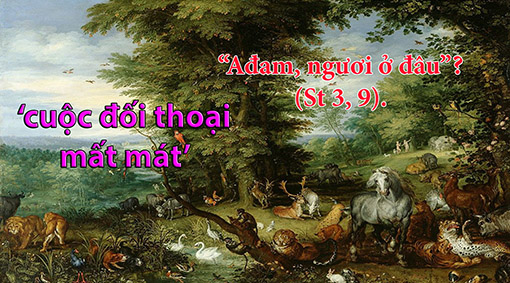 “Ađam, ngươi ở đâu”?
(St 3, 9).
‘cuộc đối thoại
mất mát’